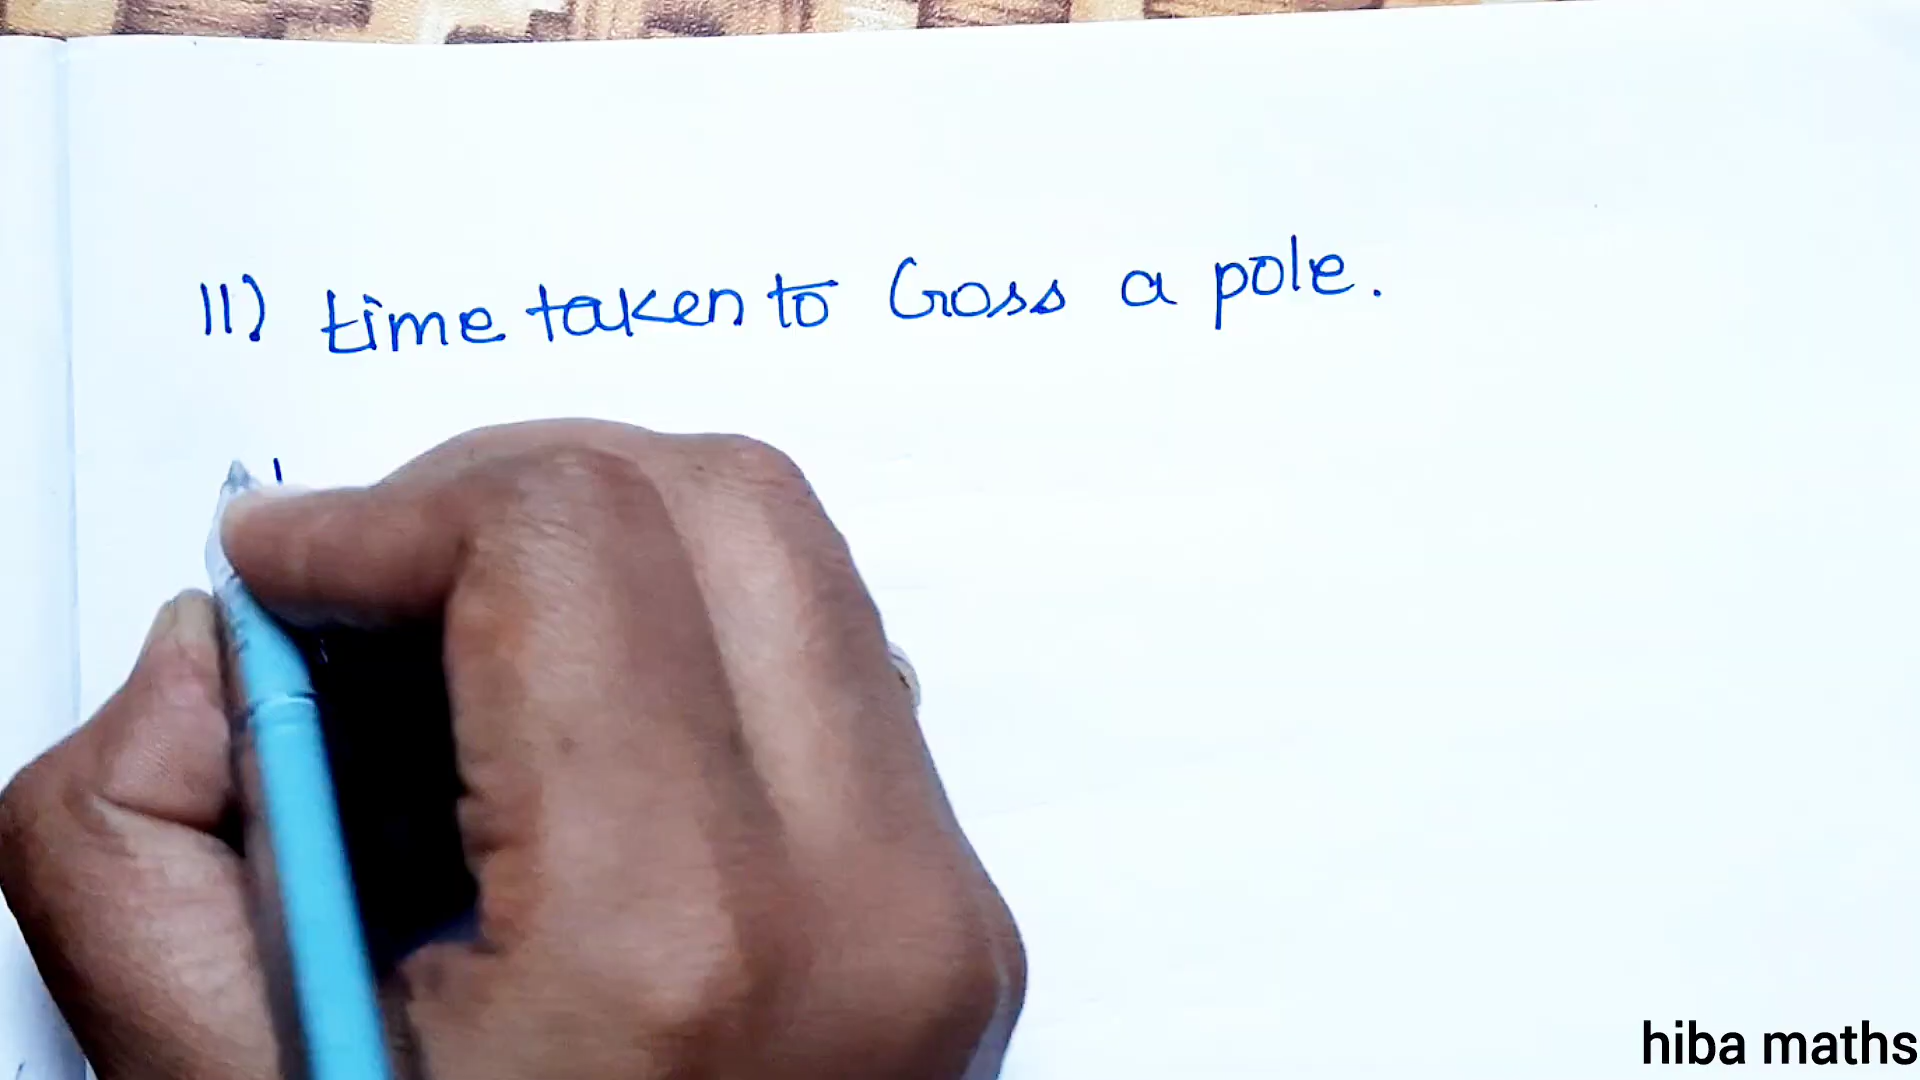 11) time taken to Cross a pole.
hiba maths